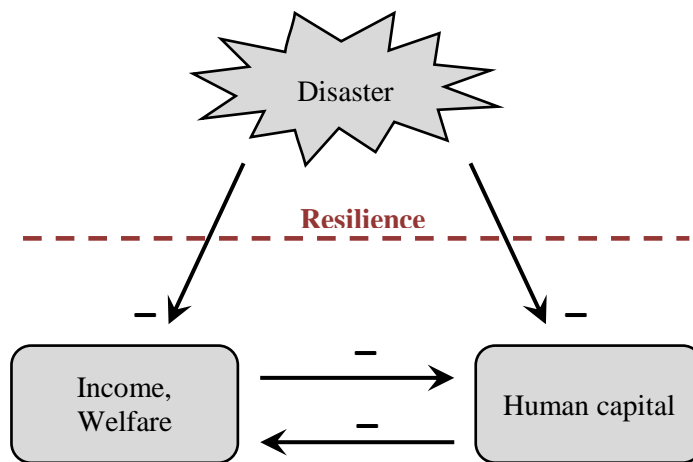 Disaster
Resilience
–
–
–
Income,
Welfare
Human capital
–